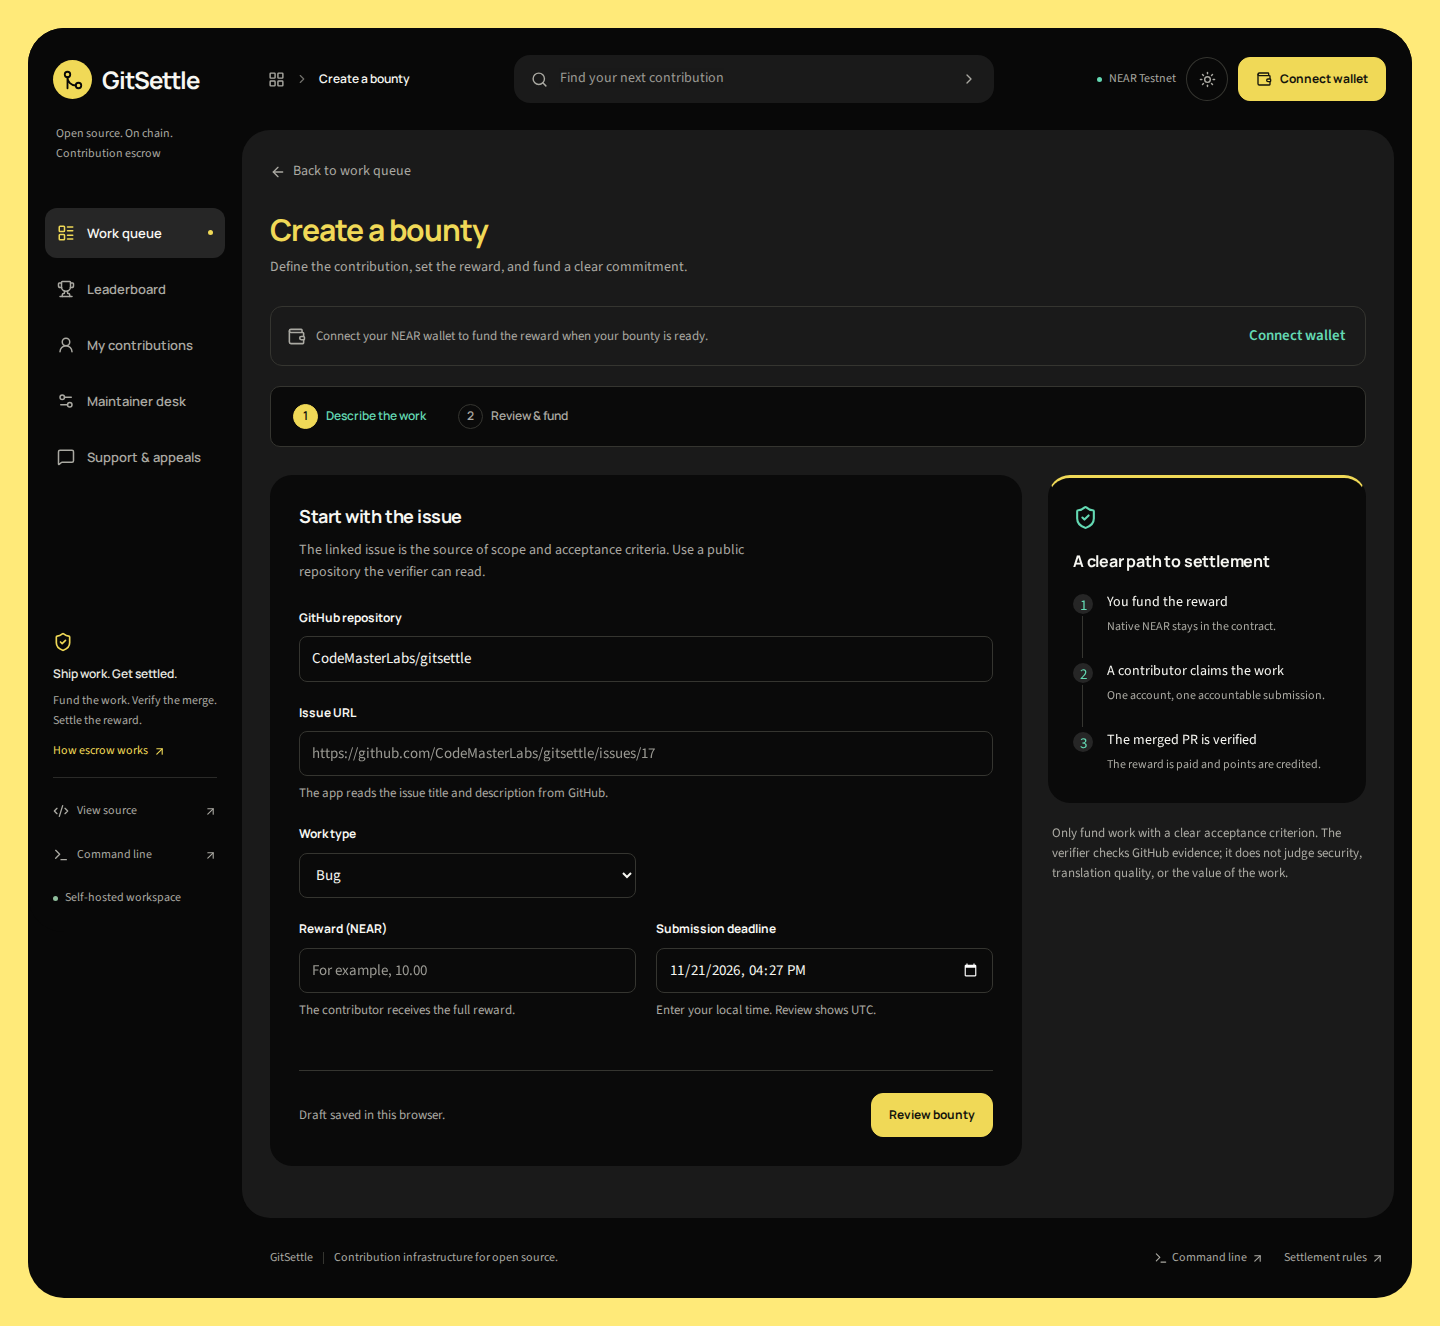 GitSettle
Create a bounty
Find your next contribution
NEAR Testnet
Connect wallet
Open source. On chain.
Contribution escrow
Work queue
Leaderboard
My contributions
Maintainer desk
Support & appeals
Ship work. Get settled.
Fund the work. Verify the merge.
Settle the reward.
How escrow works
View source
Command line
Self-hosted workspace
Back to work queue
Create a bounty
Define the contribution, set the reward, and fund a clear commitment.
Connect your NEAR wallet to fund the reward when your bounty is ready.
Connect wallet
1 Describe the work
2 Review & fund
Start with the issue
The linked issue is the source of scope and acceptance criteria. Use a public
repository the verifier can read.
GitHub repository
CodeMasterLabs/gitsettle
Issue URL
https://github.com/CodeMasterLabs/gitsettle/issues/17
The app reads the issue title and description from GitHub.
Work type
Bug
Reward (NEAR)
For example, 10.00
The contributor receives the full reward.
Submission deadline
11/21/2026, 04:27 PM
Enter your local time. Review shows UTC.
Draft saved in this browser.
Review bounty
A clear path to settlement
1 You fund the reward
Native NEAR stays in the contract.
2 A contributor claims the work
One account, one accountable submission.
3 The merged PR is verified
The reward is paid and points are credited.
Only fund work with a clear acceptance criterion. The
verifier checks GitHub evidence; it does not judge security,
translation quality, or the value of the work.
GitSettle
Contribution infrastructure for open source.
Command line
Settlement rules